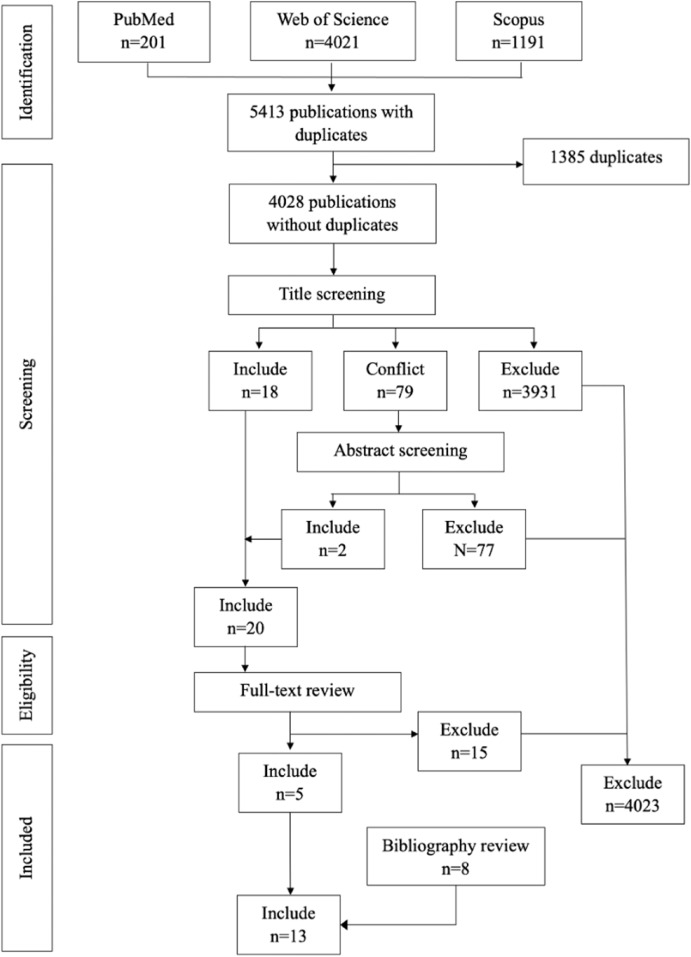 Identification
PubMed
n=201
Web of Science
n=4021
Scopus
n=1191
5413 publications with
duplicates
1385 duplicates
Screening
4028 publications
without duplicates
Title screening
Include
n=18
Conflict
n=79
Exclude
n=3931
Abstract screening
Include
n=2
Exclude
N=77
Include
n=20
Eligibility
Full-text review
Exclude
n=15
Included
Include
n=5
Exclude
n=4023
Bibliography review
n=8
Include
n=13